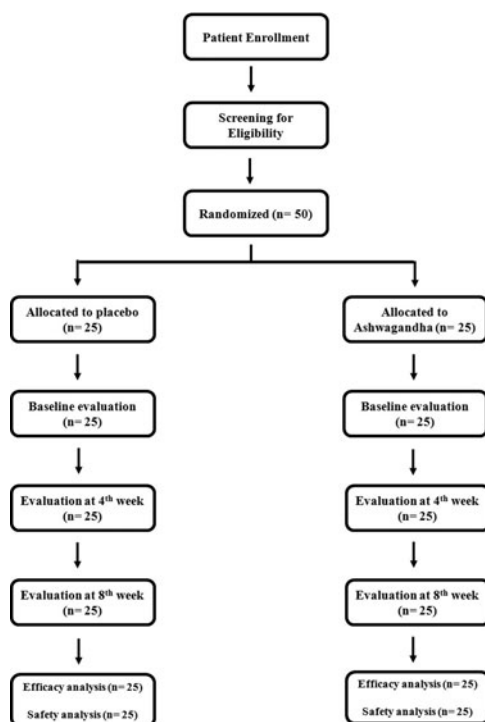 Patient Enrollment
Screening for
Eligibility
Randomized (n= 50)
Allocated to placebo
(n= 25)
Allocated to
Ashwagandha (n= 25)
Baseline evaluation
(n= 25)
Baseline evaluation
(n= 25)
Evaluation at 4th week
(n= 25)
Evaluation at 4th week
(n= 25)
Evaluation at 8th week
(n= 25)
Evaluation at 8th week
(n= 25)
Efficacy analysis (n= 25)
Safety analysis (n= 25)
Efficacy analysis (n= 25)
Safety analysis (n= 25)